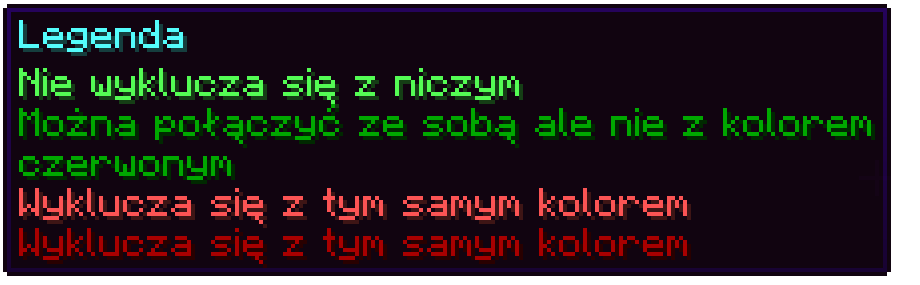 Legenda
Nie wyklucza się z niczym
Można połączyć ze sobą ale nie z kolorem
czerwonym
Wyklucza się z tym samym kolorem
Wyklucza się z tym samym kolorem